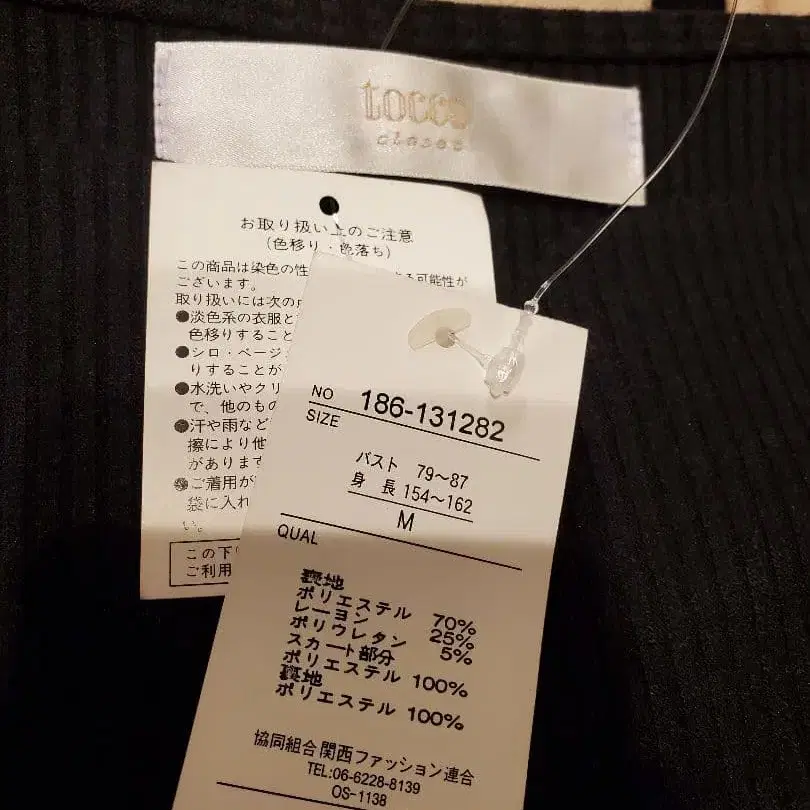 tocco
closet
お取り扱い上のご注意
(色移り・色落ち)
この商品は染色の性 る可能性が
ございます。
取り扱いには次の
●淡色系の衣服と
色移りすること
●シロ・ベージ
りすることが
●水洗いやクリ
で、他のもの
●汗や雨など
擦により他
があります
●ご着用が
袋に入れ
い。
この下
ご利用
NO 186-131282
SIZE
バスト 79～87
身 長 154～162
M
QUAL
裏地
ポリエステル 70%
レーヨン 25%
ポリウレタン 5%
スカート部分
ポリエステル 100%
裏地
ポリエステル 100%
協同組合関西ファッション連合
TEL:06-6228-8139
OS-1138